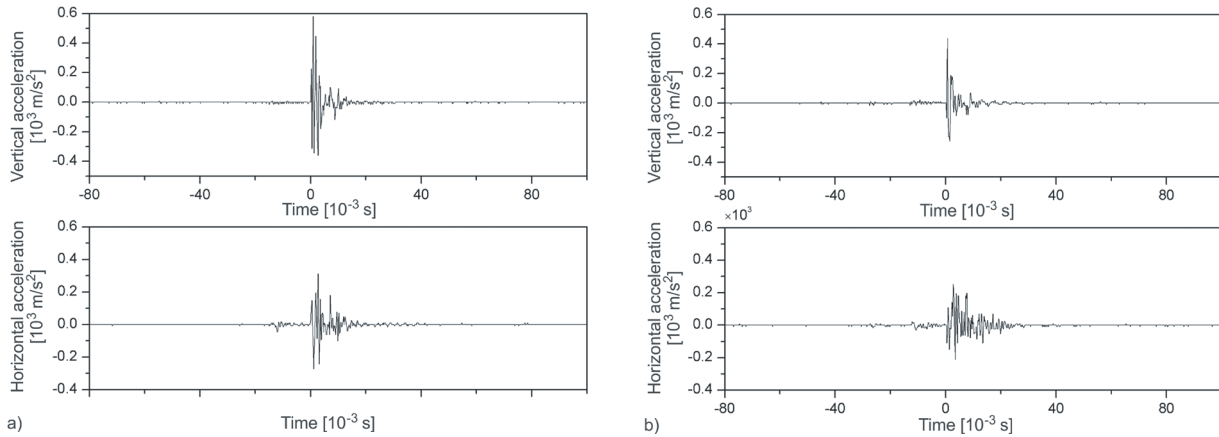 Vertical acceleration
[10³ m/s²]
0.6
0.4
0.2
0.0
-0.2
-0.4
-80
-40
0
40
80
Time [10⁻³ s]
Horizontal acceleration
[10³ m/s²]
0.6
0.4
0.2
0.0
-0.2
-0.4
Time [10⁻³ s]
a)
Vertical acceleration
[10³ m/s²]
0.6
0.4
0.2
0.0
-0.2
-0.4
-80
-40
0
40
80
Time [10⁻³ s]
×10³
Horizontal acceleration
[10³ m/s²]
0.6
0.4
0.2
0.0
-0.2
-0.4
-80
-40
0
40
80
Time [10⁻³ s]
b)